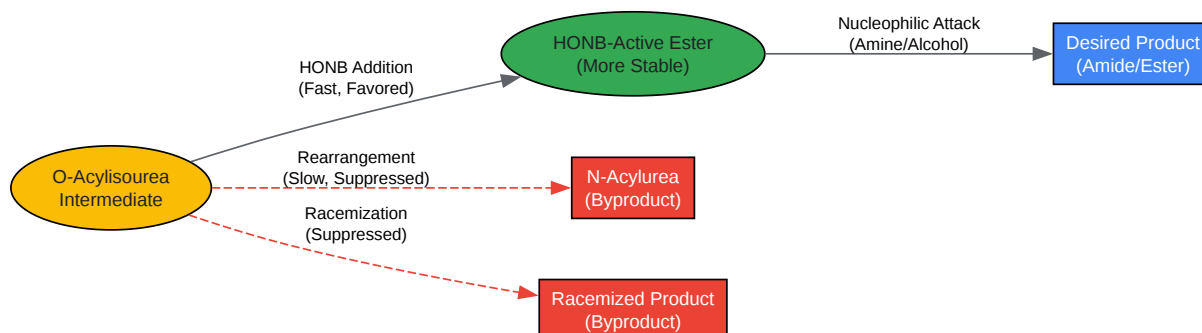 Nucleophilic Attack
(Amine/Alcohol)
HONB-Active Ester
(More Stable)
Desired Product
(Amide/Ester)
HONB Addition
(Fast, Favored)
Rearrangement
(Slow, Suppressed)
O-Acylisourea
Intermediate
N-Acylurea
(Byproduct)
Racemization
(Suppressed)
Racemized Product
(Byproduct)